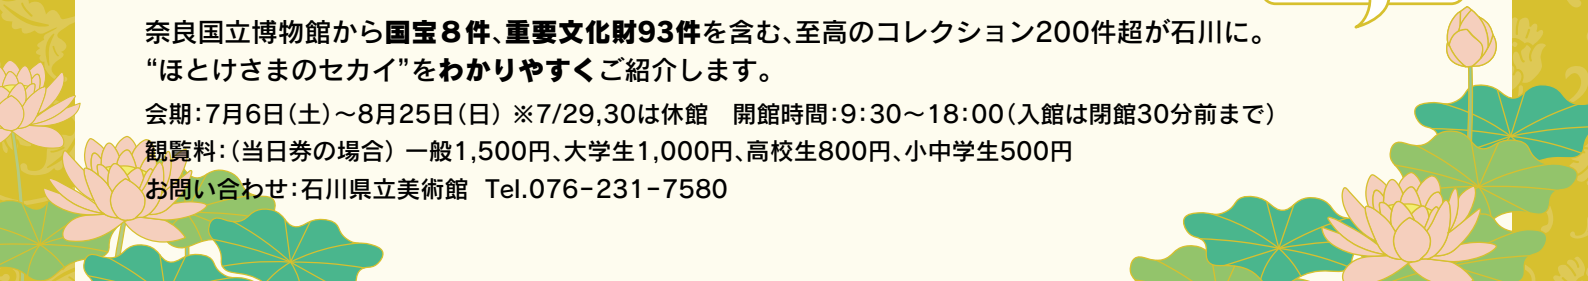 奈良国立博物館から国宝８件、重要文化財93件を含む、至高のコレクション200件超が石川に。
“ほとけさまのセカイ”をわかりやすくご紹介します。
会期：7月6日（土）～8月25日（日） ※7/29,30は休館　開館時間：9：30～18：00（入館は閉館30分前まで）
観覧料：（当日券の場合） 一般1,500円、大学生1,000円、高校生800円、小中学生500円
お問い合わせ：石川県立美術館 Tel.076-231-7580